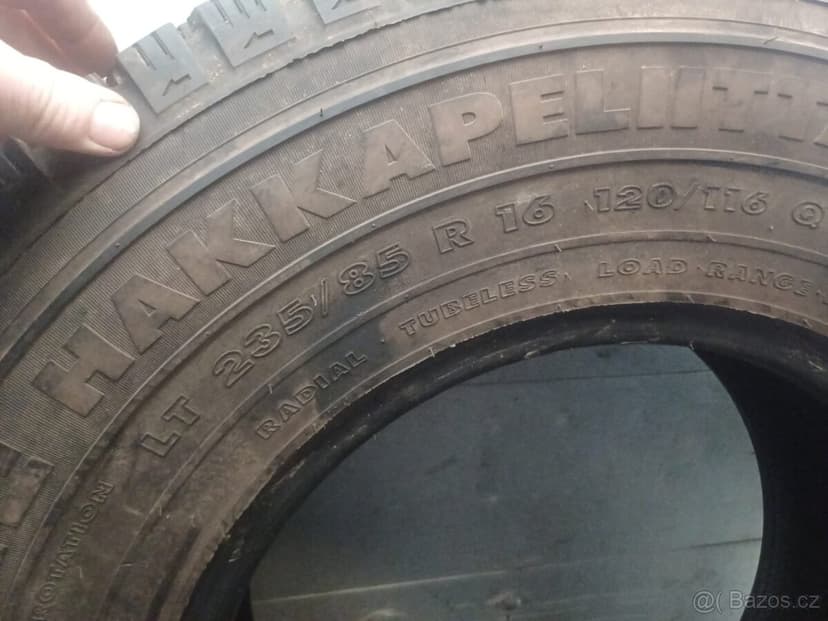 HAKKAPELIITTA
LT 235/85 R 16 120/116 Q
RADIAL TUBELESS LOAD RANGE
ROTATION
@( Bazos.cz